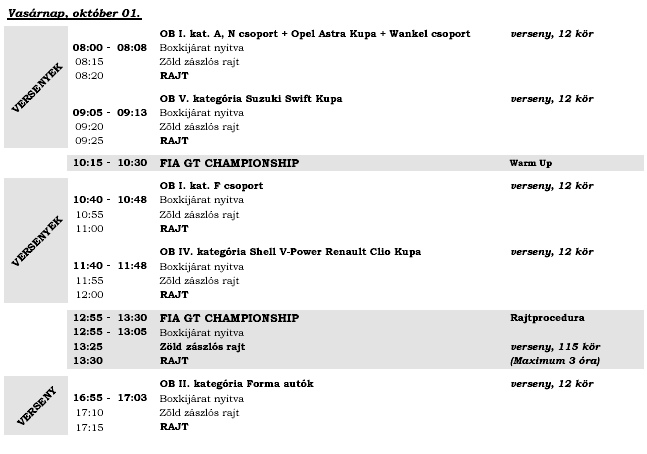 Vasárnap, október 01.
OB I. kat. A, N csoport + Opel Astra Kupa + Wankel csoport verseny, 12 kör
08:00 - 08:08 Boxkijárat nyitva
08:15 Zöld zászlós rajt
08:20 RAJT
VERSENYEK
OB V. kategória Suzuki Swift Kupa verseny, 12 kör
09:05 - 09:13 Boxkijárat nyitva
09:20 Zöld zászlós rajt
09:25 RAJT
10:15 - 10:30 FIA GT CHAMPIONSHIP Warm Up
OB I. kat. F csoport verseny, 12 kör
10:40 - 10:48 Boxkijárat nyitva
10:55 Zöld zászlós rajt
11:00 RAJT
VERSENYEK
OB IV. kategória Shell V-Power Renault Clio Kupa verseny, 12 kör
11:40 - 11:48 Boxkijárat nyitva
11:55 Zöld zászlós rajt
12:00 RAJT
12:55 - 13:30 FIA GT CHAMPIONSHIP Rajtprocedura
12:55 - 13:05 Boxkijárat nyitva
13:25 Zöld zászlós rajt verseny, 115 kör
13:30 RAJT (Maximum 3 óra)
OB II. kategória Forma autók verseny, 12 kör
VERSENY
16:55 - 17:03 Boxkijárat nyitva
17:10 Zöld zászlós rajt
17:15 RAJT